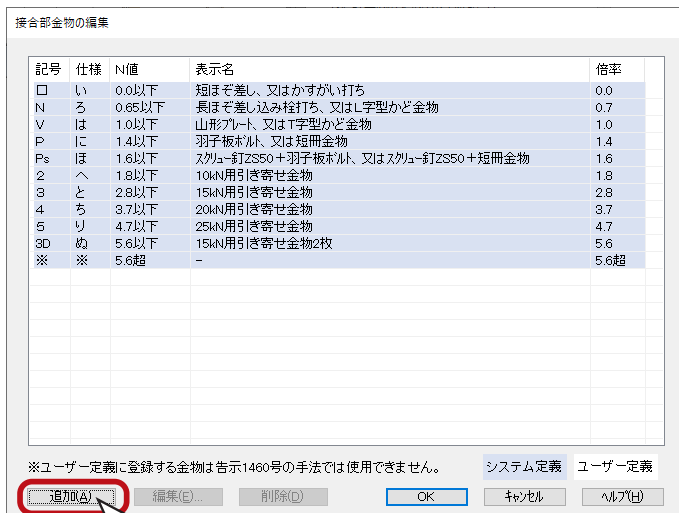 接合部金物の編集
記号 仕様 N値 表示名 倍率
口 い 0.0以下 短ほぞ差し、又はかすがい打ち 0.0
N ろ 0.65以下 長ほぞ差し込み栓打ち、又はL字型かど金物 0.7
V は 1.0以下 山形プレート、又はT字型かど金物 1.0
P に 1.4以下 羽子板ボルト、又は短冊金物 1.4
Ps ほ 1.6以下 スクリュー釘ZS50＋羽子板ボルト、又はスクリュー釘ZS50＋短冊金物 1.6
2 へ 1.8以下 10kN用引き寄せ金物 1.8
3 と 2.8以下 15kN用引き寄せ金物 2.8
4 ち 3.7以下 20kN用引き寄せ金物 3.7
5 り 4.7以下 25kN用引き寄せ金物 4.7
3D ぬ 5.6以下 15kN用引き寄せ金物2枚 5.6
※ ※ 5.6超 － 5.6超
※ユーザー定義に登録する金物は告示1460号の手法では使用できません。 システム定義 ユーザー定義
追加(A)... 編集(E)... 削除(D) OK キャンセル ヘルプ(H)